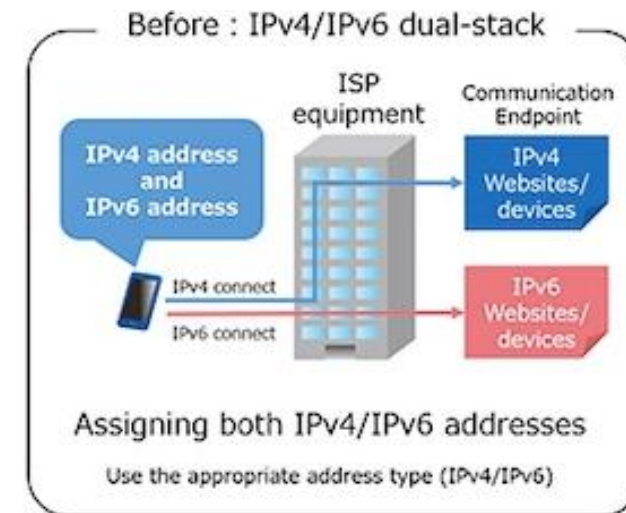 Before : IPv4/IPv6 dual-stack
ISP
equipment
Communication
Endpoint
IPv4 address
and
IPv6 address
IPv4
Websites/
devices
IPv4 connect
IPv6 connect
IPv6
Websites/
devices
Assigning both IPv4/IPv6 addresses
Use the appropriate address type (IPv4/IPv6)